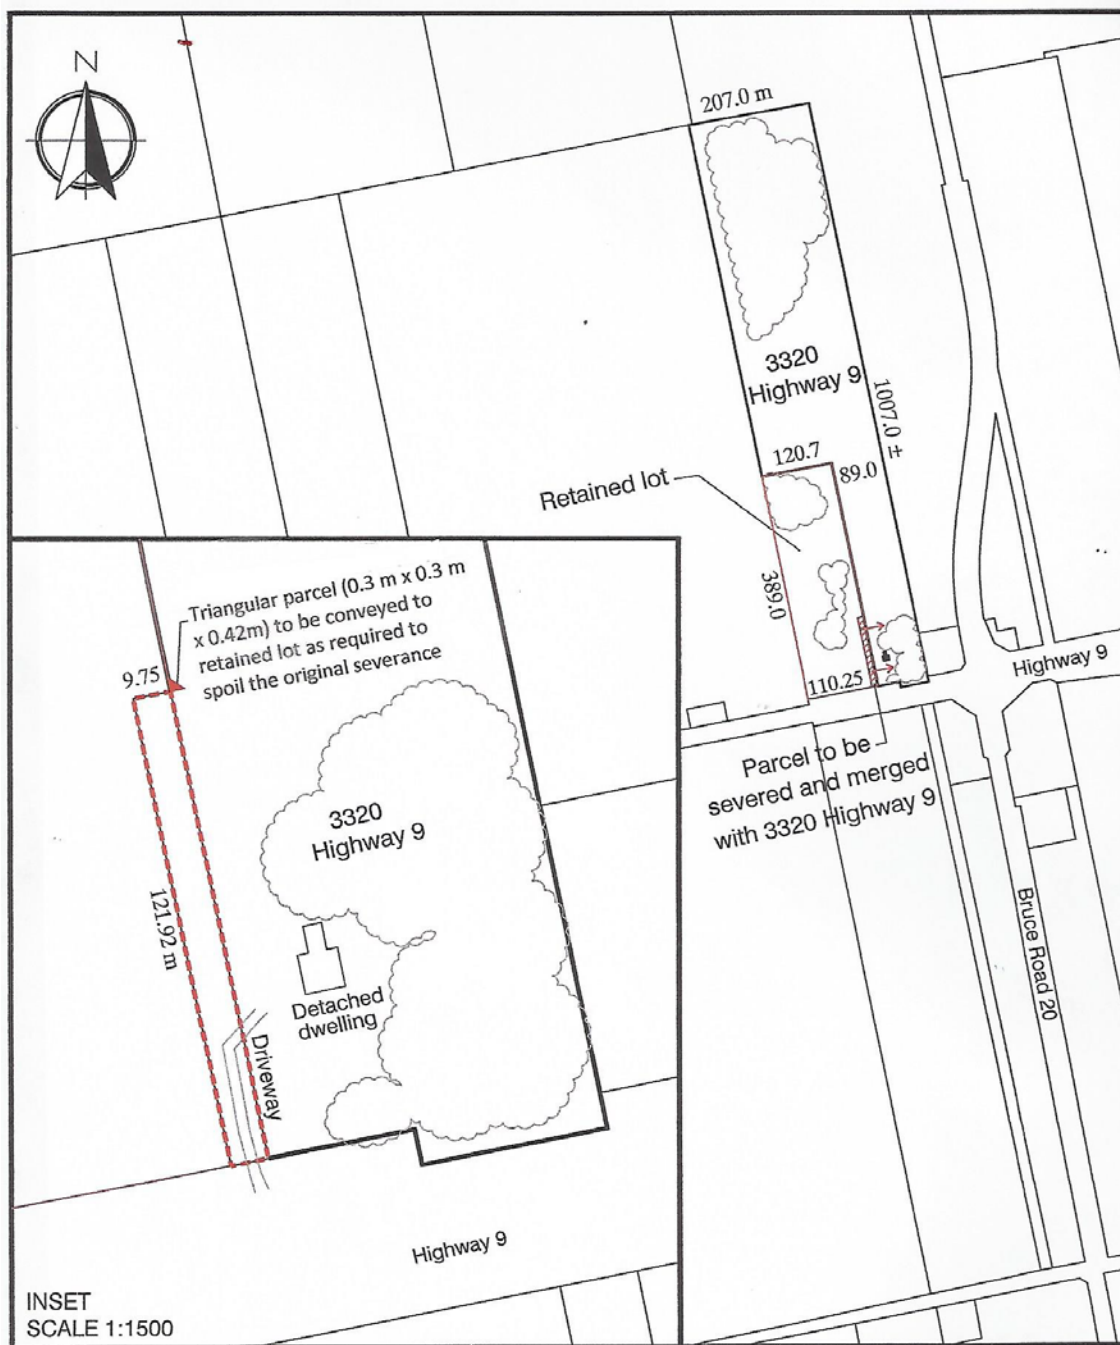 N
207.0 m
3320
Highway 9
1007.0 ±
120.7
89.0
Retained lot
389.0
110.25
Highway 9
Parcel to be
severed and merged
with 3320 Highway 9
Bruce Road 20
Triangular parcel (0.3 m x 0.3 m
x 0.42m) to be conveyed to
retained lot as required to
spoil the original severance
9.75
3320
Highway 9
121.92 m
Detached
dwelling
Driveway
Highway 9
INSET
SCALE 1:1500